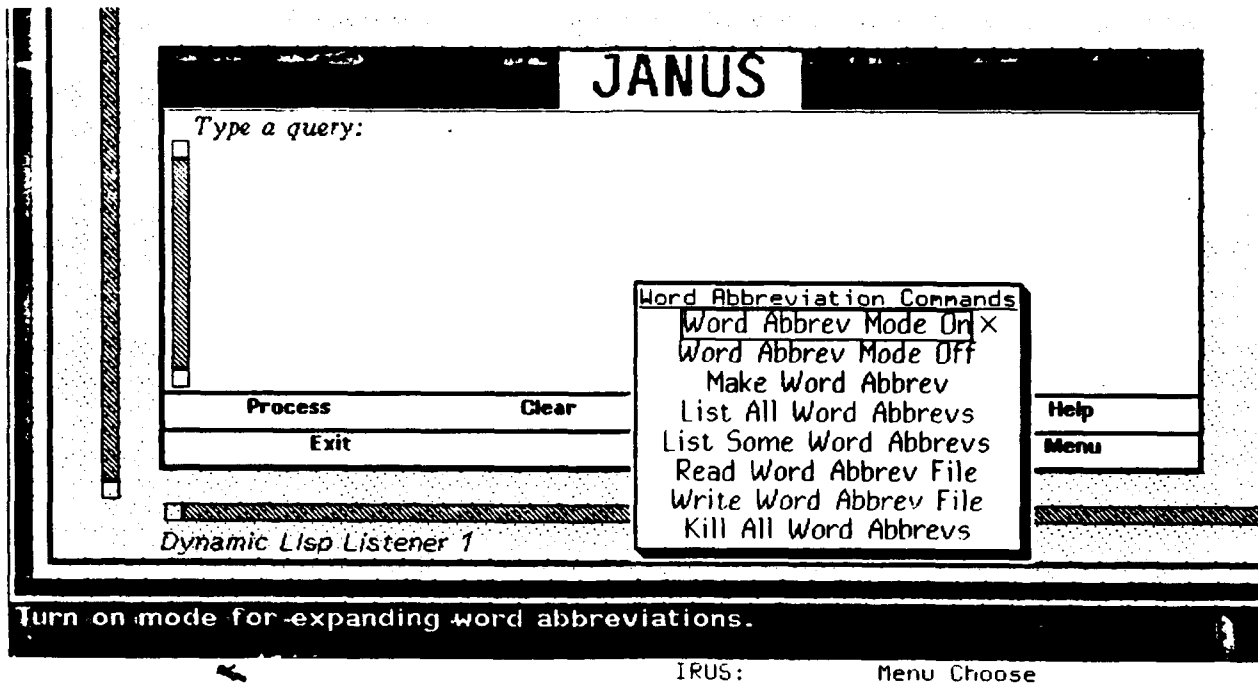 JANUS
Type a query:
Word Abbreviation Commands
Word Abbrev Mode On ×
Word Abbrev Mode Off
Make Word Abbrev
List All Word Abbrevs
List Some Word Abbrevs
Read Word Abbrev File
Write Word Abbrev File
Kill All Word Abbrevs
Process Clear Help
Exit Menu
Dynamic Lisp Listener 1
Turn on mode for expanding word abbreviations.
IRUS: Menu Choose